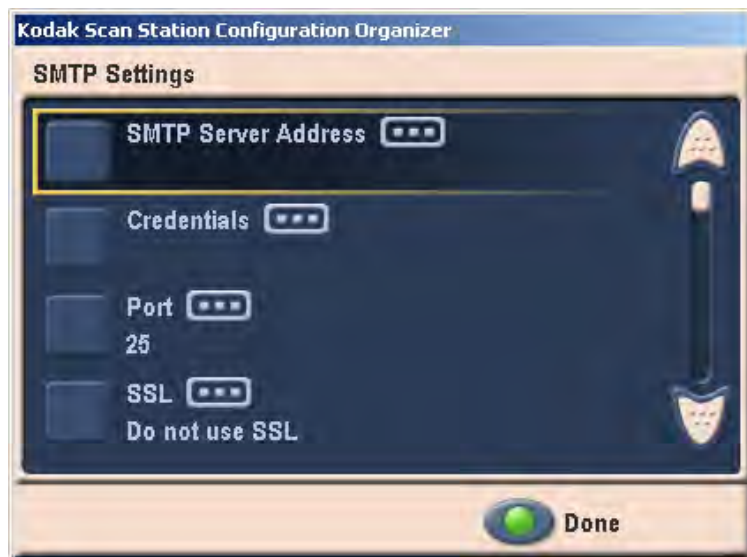 Kodak Scan Station Configuration Organizer
SMTP Settings
SMTP Server Address
Credentials
Port
25
SSL
Do not use SSL
Done